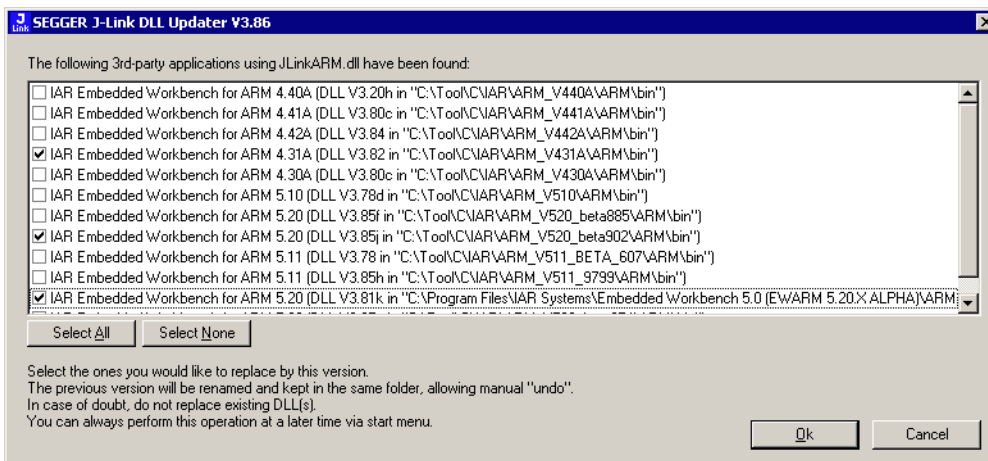 J Link SEGGER J-Link DLL Updater V3.86
The following 3rd-party applications using JLinkARM.dll have been found:
IAR Embedded Workbench for ARM 4.40A (DLL V3.20h in "C:\Tool\C\IAR\ARM_V440A\ARM\bin")
IAR Embedded Workbench for ARM 4.41A (DLL V3.80c in "C:\Tool\C\IAR\ARM_V441A\ARM\bin")
IAR Embedded Workbench for ARM 4.42A (DLL V3.84 in "C:\Tool\C\IAR\ARM_V442A\ARM\bin")
IAR Embedded Workbench for ARM 4.31A (DLL V3.82 in "C:\Tool\C\IAR\ARM_V431A\ARM\bin")
IAR Embedded Workbench for ARM 4.30A (DLL V3.80c in "C:\Tool\C\IAR\ARM_V430A\ARM\bin")
IAR Embedded Workbench for ARM 5.10 (DLL V3.78d in "C:\Tool\C\IAR\ARM_V510\ARM\bin")
IAR Embedded Workbench for ARM 5.20 (DLL V3.85f in "C:\Tool\C\IAR\ARM_V520_beta885\ARM\bin")
IAR Embedded Workbench for ARM 5.20 (DLL V3.85j in "C:\Tool\C\IAR\ARM_V520_beta902\ARM\bin")
IAR Embedded Workbench for ARM 5.11 (DLL V3.78 in "C:\Tool\C\IAR\ARM_V511_BETA_607\ARM\bin")
IAR Embedded Workbench for ARM 5.11 (DLL V3.85h in "C:\Tool\C\IAR\ARM_V511_9799\ARM\bin")
IAR Embedded Workbench for ARM 5.20 (DLL V3.81k in "C:\Program Files\IAR Systems\Embedded Workbench 5.0 (EWARM 5.20.X ALPHA)\ARM
Select All Select None
Select the ones you would like to replace by this version.
The previous version will be renamed and kept in the same folder, allowing manual "undo".
In case of doubt, do not replace existing DLL(s).
You can always perform this operation at a later time via start menu.
Ok Cancel